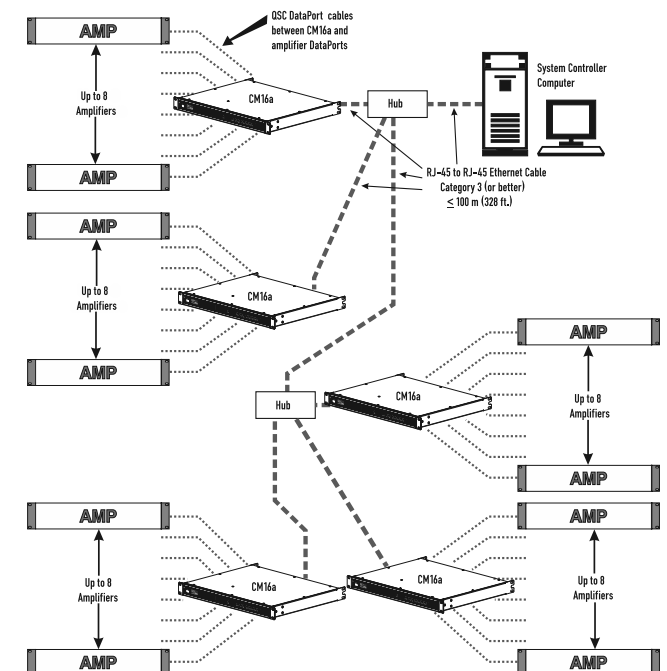 AMP
QSC DataPort cables
between CM16a and
amplifier DataPorts
Up to 8
Amplifiers
CM16a
Hub
System Controller
Computer
AMP
RJ-45 to RJ-45 Ethernet Cable
Category 3 (or better)
≤ 100 m (328 ft.)
AMP
Up to 8
Amplifiers
CM16a
AMP
AMP
Hub
CM16a
Up to 8
Amplifiers
AMP
AMP
AMP
Up to 8
Amplifiers
CM16a
CM16a
Up to 8
Amplifiers
AMP
AMP